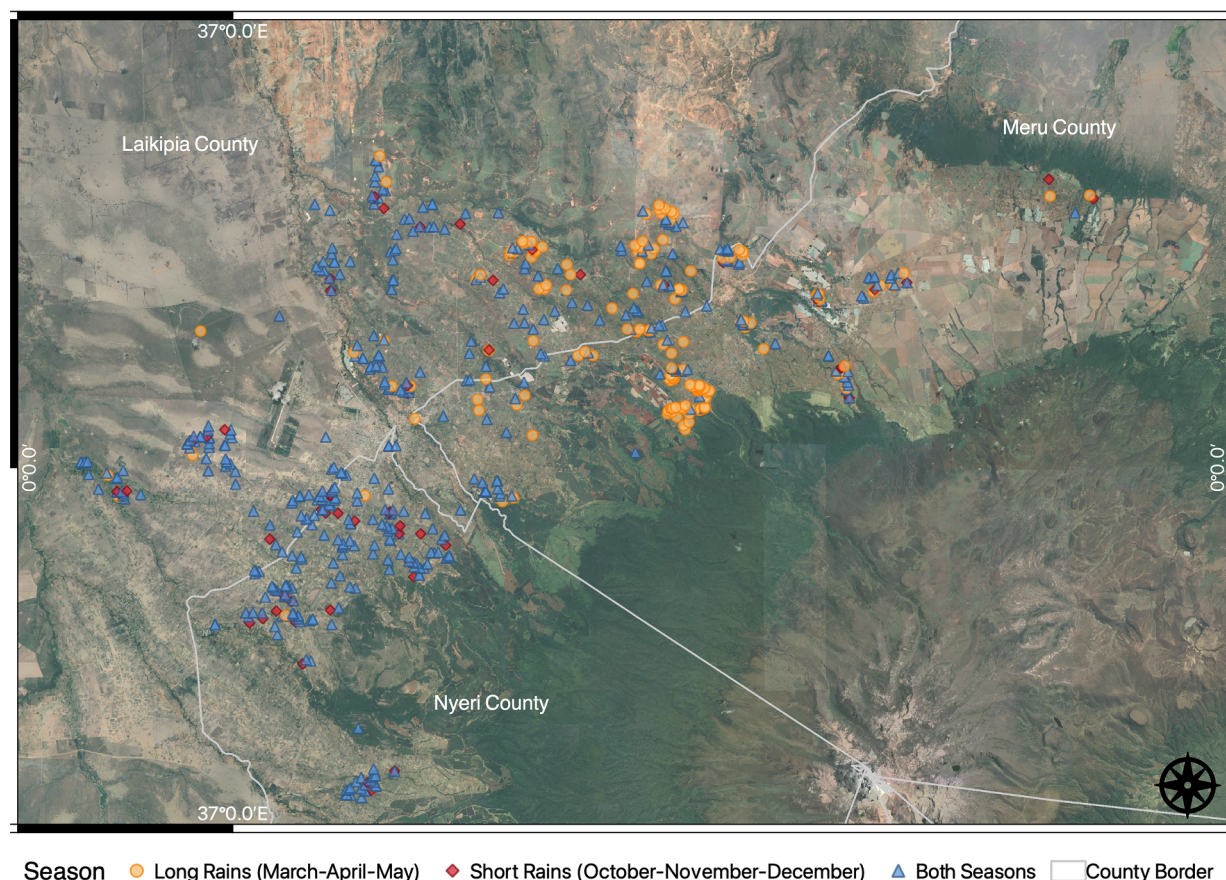 37°0.0'E
Laikipia County
Meru County
0°0.0'
0°0.0'
Nyeri County
37°0.0'E
Season
Long Rains (March-April-May)
Short Rains (October-November-December)
Both Seasons
County Border